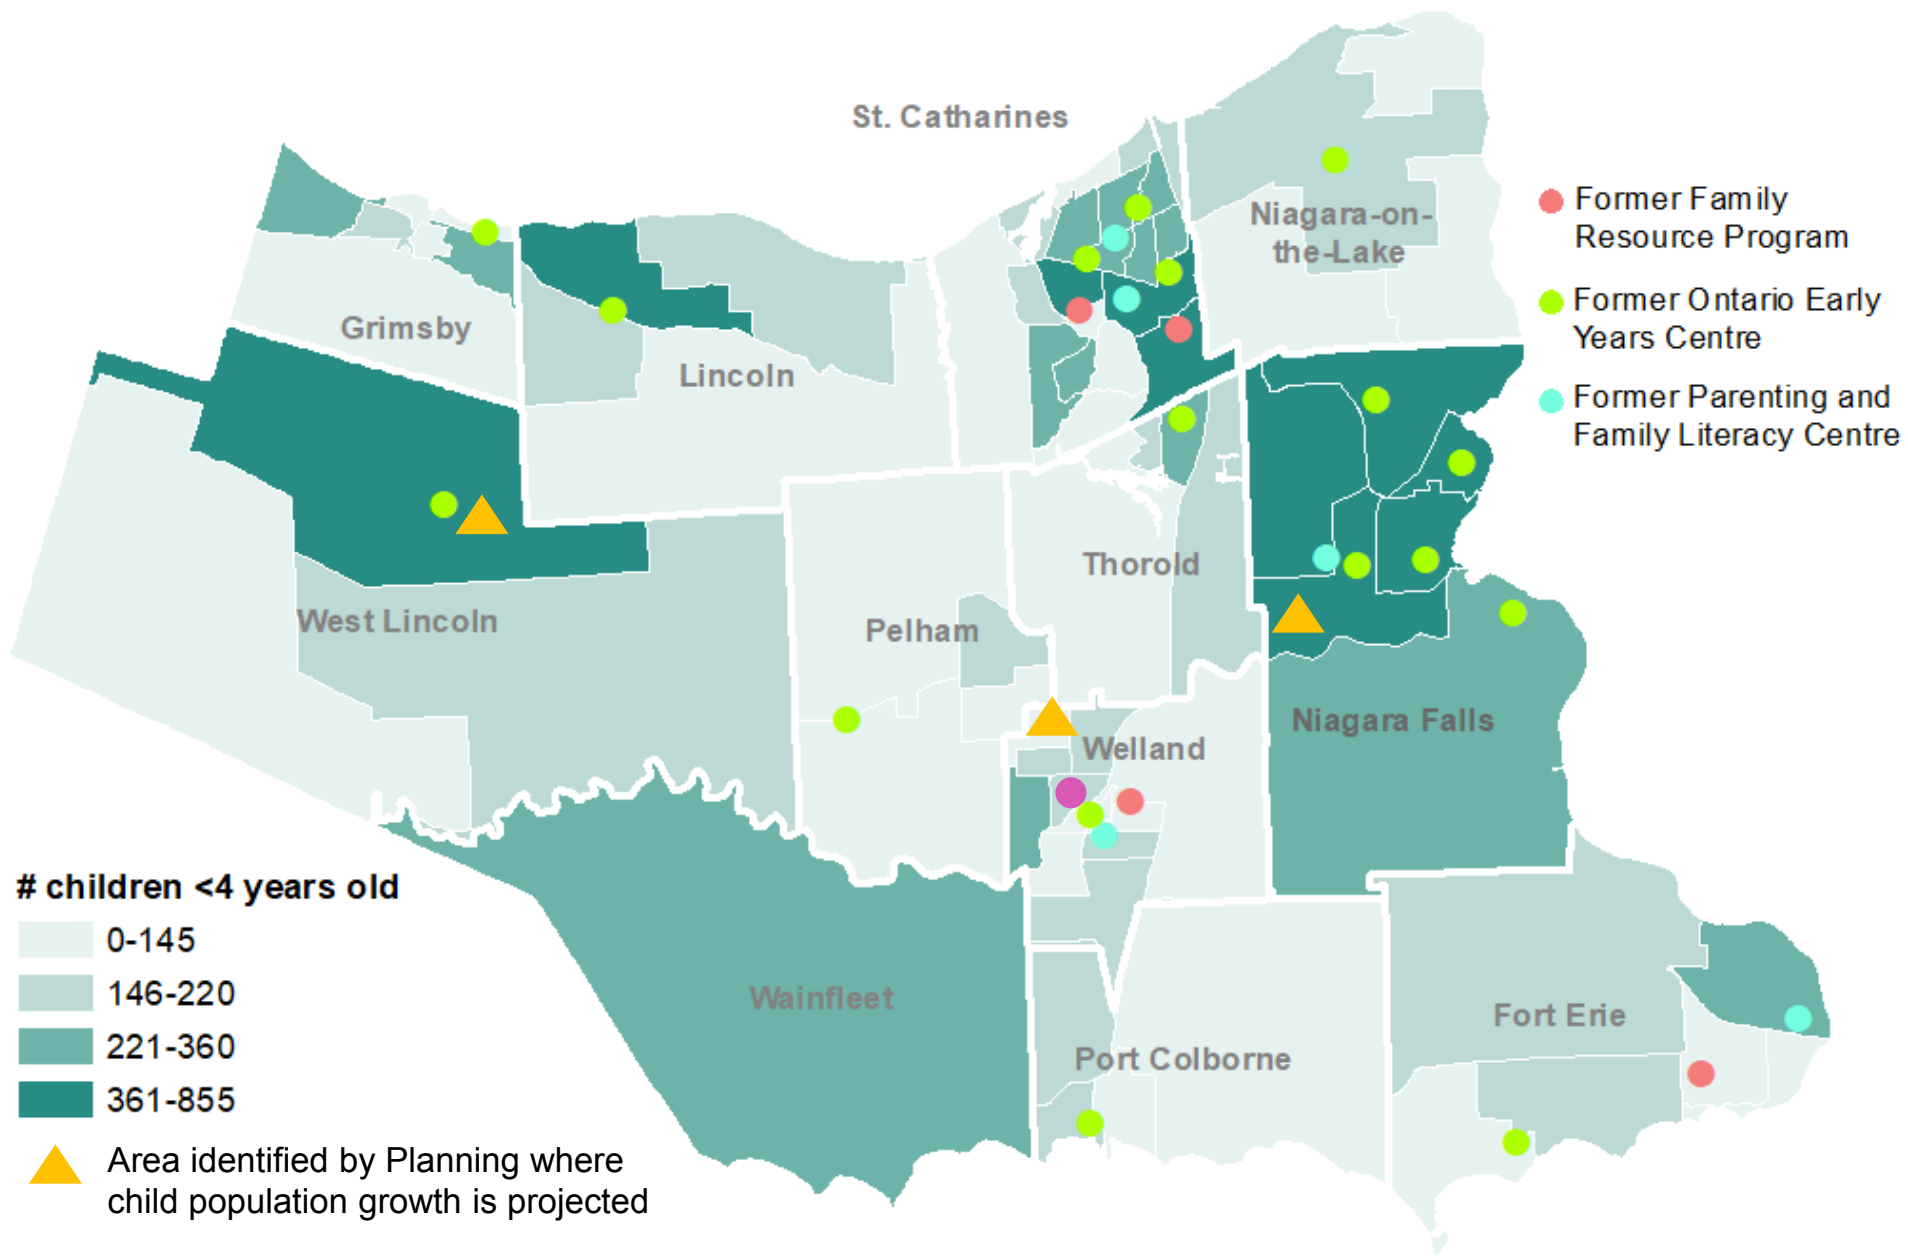 St. Catharines
Niagara-on-
the-Lake
Grimsby
Lincoln
Thorold
West Lincoln
Pelham
Niagara Falls
Welland
Wainfleet
Fort Erie
Port Colborne
Former Family
Resource Program
Former Ontario Early
Years Centre
Former Parenting and
Family Literacy Centre
# children <4 years old
0-145
146-220
221-360
361-855
Area identified by Planning where
child population growth is projected